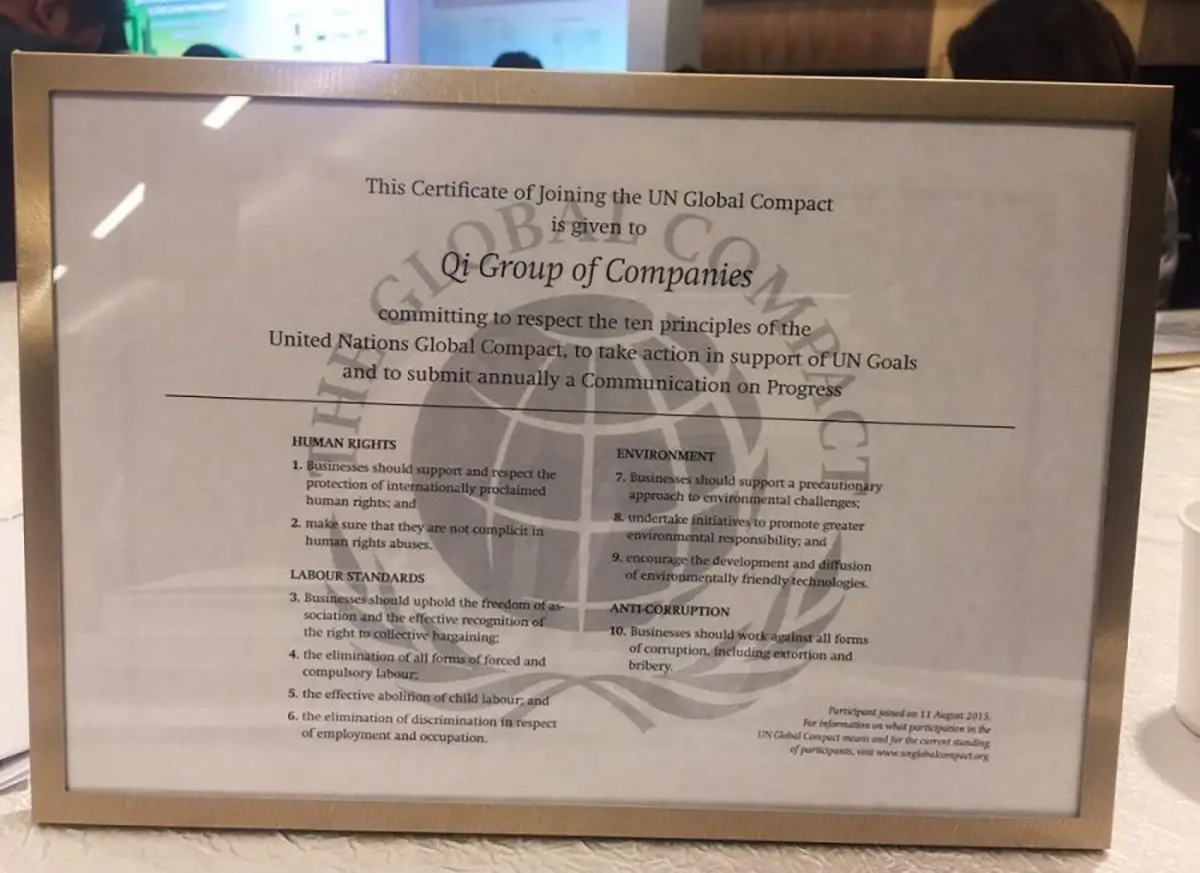 This Certificate of Joining the UN Global Compact
is given to
Qi Group of Companies
committing to respect the ten principles of the
United Nations Global Compact, to take action in support of UN Goals
and to submit annually a Communication on Progress
THE GLOBAL COMPACT
HUMAN RIGHTS
1. Businesses should support and respect the
protection of internationally proclaimed
human rights; and
2. make sure that they are not complicit in
human rights abuses.
LABOUR STANDARDS
3. Businesses should uphold the freedom of as-
sociation and the effective recognition of
the right to collective bargaining;
4. the elimination of all forms of forced and
compulsory labour;
5. the effective abolition of child labour; and
6. the elimination of discrimination in respect
of employment and occupation.
ENVIRONMENT
7. Businesses should support a precautionary
approach to environmental challenges;
8. undertake initiatives to promote greater
environmental responsibility; and
9. encourage the development and diffusion
of environmentally friendly technologies.
ANTI-CORRUPTION
10. Businesses should work against all forms
of corruption, including extortion and
bribery.
Participant joined on 11 August 2015.
For information on what participation in the
UN Global Compact means and for the current standing
of participants, visit www.unglobalcompact.org